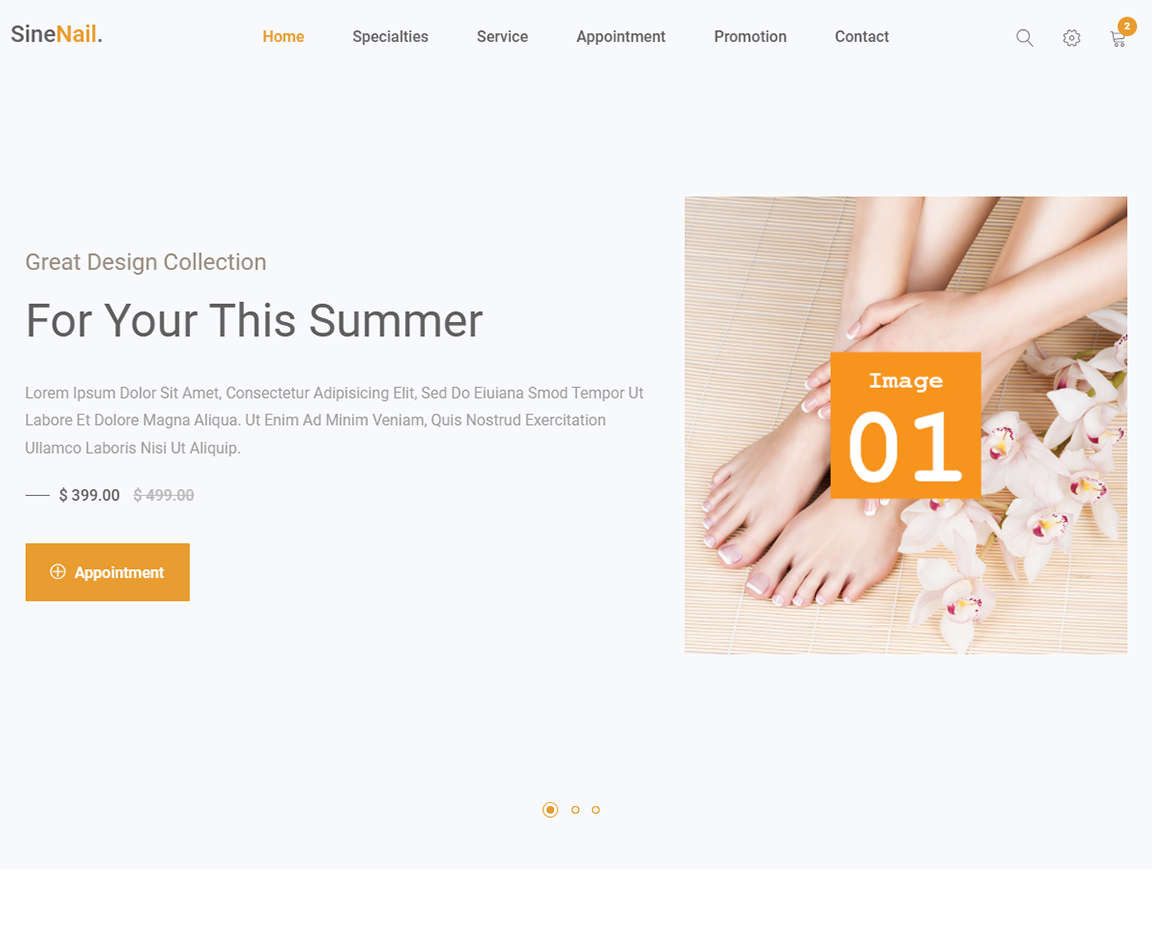 SineNail.
Home Specialties Service Appointment Promotion Contact
2
Great Design Collection
For Your This Summer
Lorem Ipsum Dolor Sit Amet, Consectetur Adipisicing Elit, Sed Do Eiuiana Smod Tempor Ut
Labore Et Dolore Magna Aliqua. Ut Enim Ad Minim Veniam, Quis Nostrud Exercitation
Ullamco Laboris Nisi Ut Aliquip.
$ 399.00 $ 499.00
Appointment
Image
01